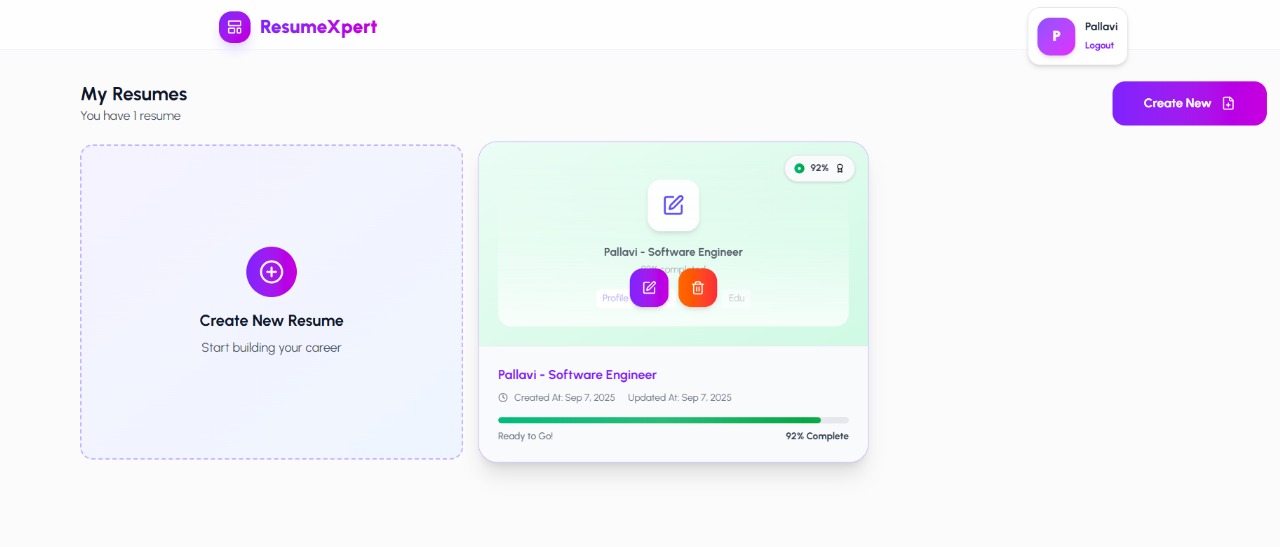 ResumeXpert
P
Pallavi
Logout
My Resumes
You have 1 resume
Create New
Create New Resume
Start building your career
92%
Pallavi - Software Engineer
completed
Profile
Edu
Pallavi - Software Engineer
Created At: Sep 7, 2025 Updated At: Sep 7, 2025
Ready to Go!
92% Complete